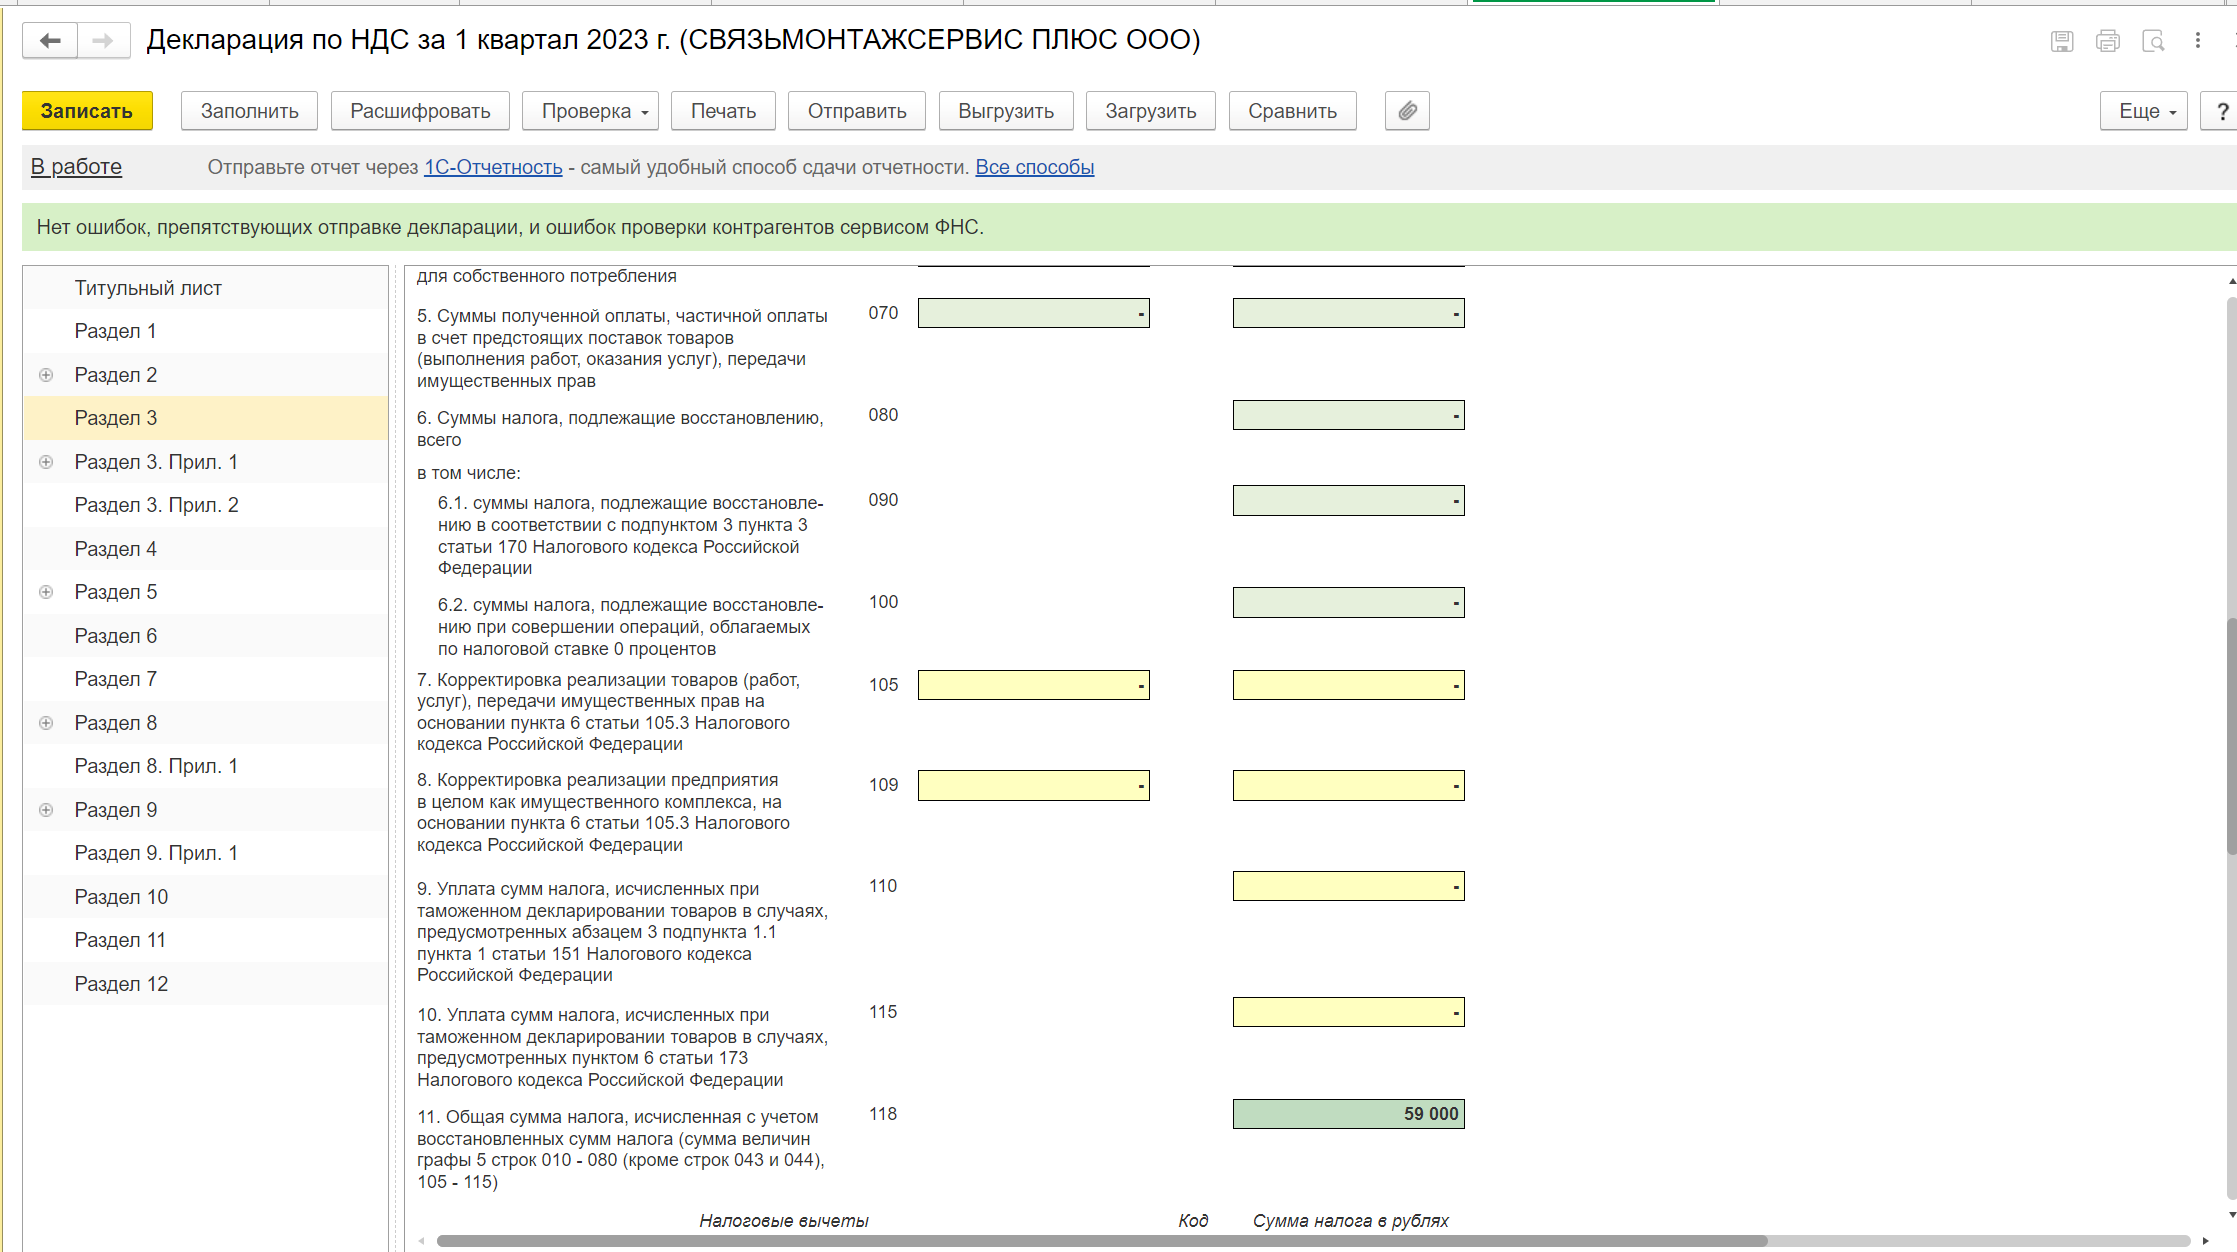 Декларация по НДС за 1 квартал 2023 г. (СВЯЗЬМОНТАЖСЕРВИС ПЛЮС ООО)
Записать
Заполнить
Расшифровать
Проверка
Печать
Отправить
Выгрузить
Загрузить
Сравнить
Еще
?
В работе
Отправьте отчет через 1С-Отчетность - самый удобный способ сдачи отчетности. Все способы
Нет ошибок, препятствующих отправке декларации, и ошибок проверки контрагентов сервисом ФНС.
Титульный лист
Раздел 1
Раздел 2
Раздел 3
Раздел 3. Прил. 1
Раздел 3. Прил. 2
Раздел 4
Раздел 5
Раздел 6
Раздел 7
Раздел 8
Раздел 8. Прил. 1
Раздел 9
Раздел 9. Прил. 1
Раздел 10
Раздел 11
Раздел 12
для собственного потребления
5. Суммы полученной оплаты, частичной оплаты
в счет предстоящих поставок товаров
(выполнения работ, оказания услуг), передачи
имущественных прав
070
-
-
6. Суммы налога, подлежащие восстановлению,
всего
080
-
в том числе:
6.1. суммы налога, подлежащие восстановле-
нию в соответствии с подпунктом 3 пункта 3
статьи 170 Налогового кодекса Российской
Федерации
090
-
6.2. суммы налога, подлежащие восстановле-
нию при совершении операций, облагаемых
по налоговой ставке 0 процентов
100
-
7. Корректировка реализации товаров (работ,
услуг), передачи имущественных прав на
основании пункта 6 статьи 105.3 Налогового
кодекса Российской Федерации
105
-
-
8. Корректировка реализации предприятия
в целом как имущественного комплекса, на
основании пункта 6 статьи 105.3 Налогового
кодекса Российской Федерации
109
-
-
9. Уплата сумм налога, исчисленных при
таможенном декларировании товаров в случаях,
предусмотренных абзацем 3 подпункта 1.1
пункта 1 статьи 151 Налогового кодекса
Российской Федерации
110
-
10. Уплата сумм налога, исчисленных при
таможенном декларировании товаров в случаях,
предусмотренных пунктом 6 статьи 173
Налогового кодекса Российской Федерации
115
-
11. Общая сумма налога, исчисленная с учетом
восстановленных сумм налога (сумма величин
графы 5 строк 010 - 080 (кроме строк 043 и 044),
105 - 115)
118
59 000
Налоговые вычеты
Код
Сумма налога в рублях